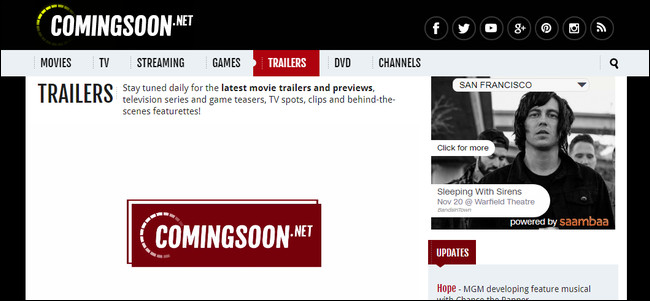 COMINGSOON.NET
MOVIES TV STREAMING GAMES TRAILERS DVD CHANNELS
TRAILERS
Stay tuned daily for the latest movie trailers and previews,
television series and game teasers, TV spots, clips and behind-the-
scenes featurettes!
COMINGSOON.NET
SAN FRANCISCO
Click for more
Sleeping With Sirens
Nov 20 @ Warfield Theatre
powered by saambaa
UPDATES
Hope - MGM developing feature musical
with Chance the Rapper